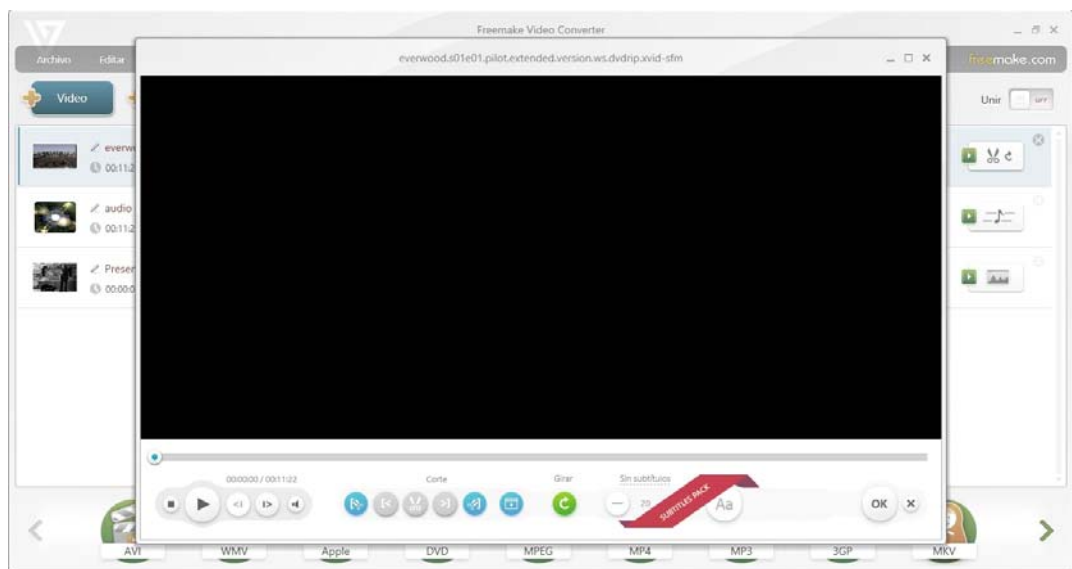 Freemake Video Converter
Archivo Editar
everwood.s01e01.pilot.extended.version.ws.dvdrip.xvid-sfm
freemake.com
Video
Unir OFF
everw
00:11:2
audio
00:11:2
Preser
00:00:0
00:00:00 / 00:11:22 Corte Girar Sin subtítulos
20 SUBTITLES PACK Aa OK
AVI WMV Apple DVD MPEG MP4 MP3 3GP MKV